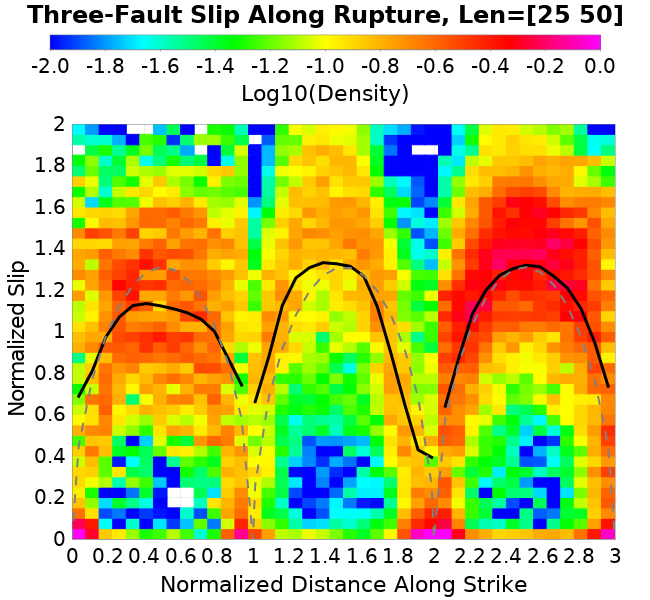 Three-Fault Slip Along Rupture, Len=[25 50]
-2.0 -1.8 -1.6 -1.4 -1.2 -1.0 -0.8 -0.6 -0.4 -0.2 0.0
Log10(Density)
2
1.8
1.6
1.4
1.2
1
0.8
0.6
0.4
0.2
0
Normalized Slip
0 0.2 0.4 0.6 0.8 1 1.2 1.4 1.6 1.8 2 2.2 2.4 2.6 2.8 3
Normalized Distance Along Strike